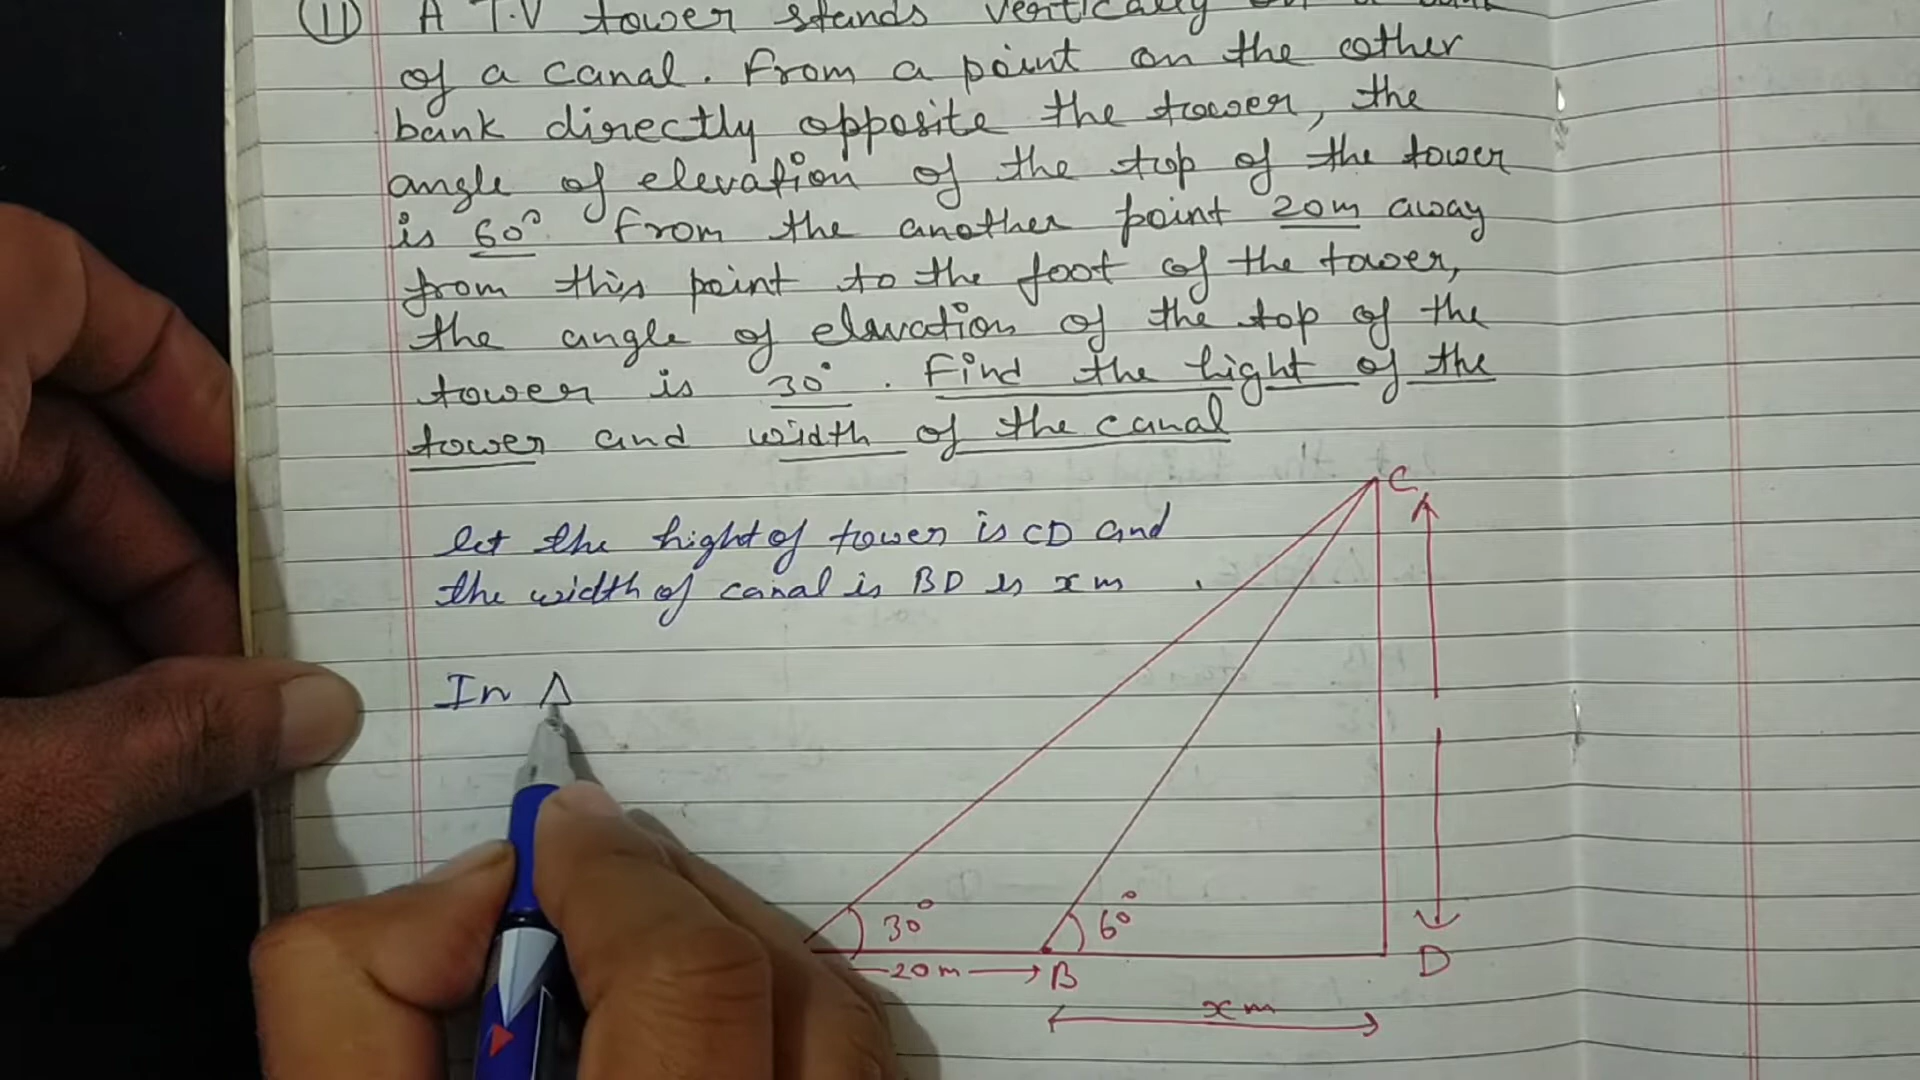 (11) A T.V tower stands vertically on a bank
of a canal. From a point on the other
bank directly opposite the tower, the
angle of elevation of the top of the tower
is 60° From the another point 20m away
from this point to the foot of the tower,
the angle of elevation of the top of the
tower is 30°. Find the hight of the
tower and width of the canal
let the hight of tower is CD and
the width of canal is BD is x m.
In Δ
C
30°
60°
20m
B
D
x m